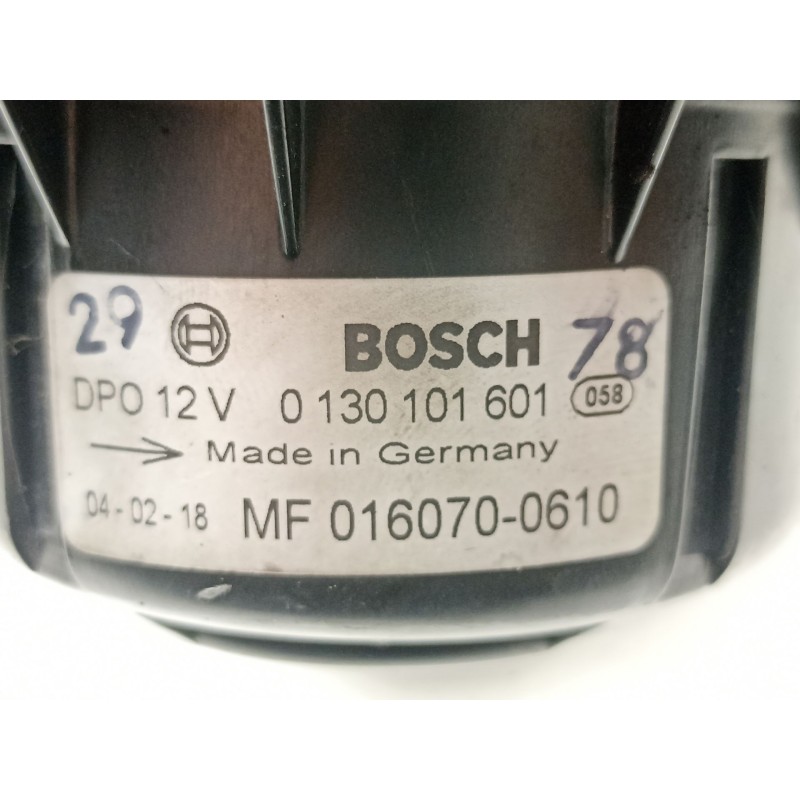 29 BOSCH 78
DPO 12 V 0 130 101 601 058
Made in Germany
04-02-18 MF 016070-0610